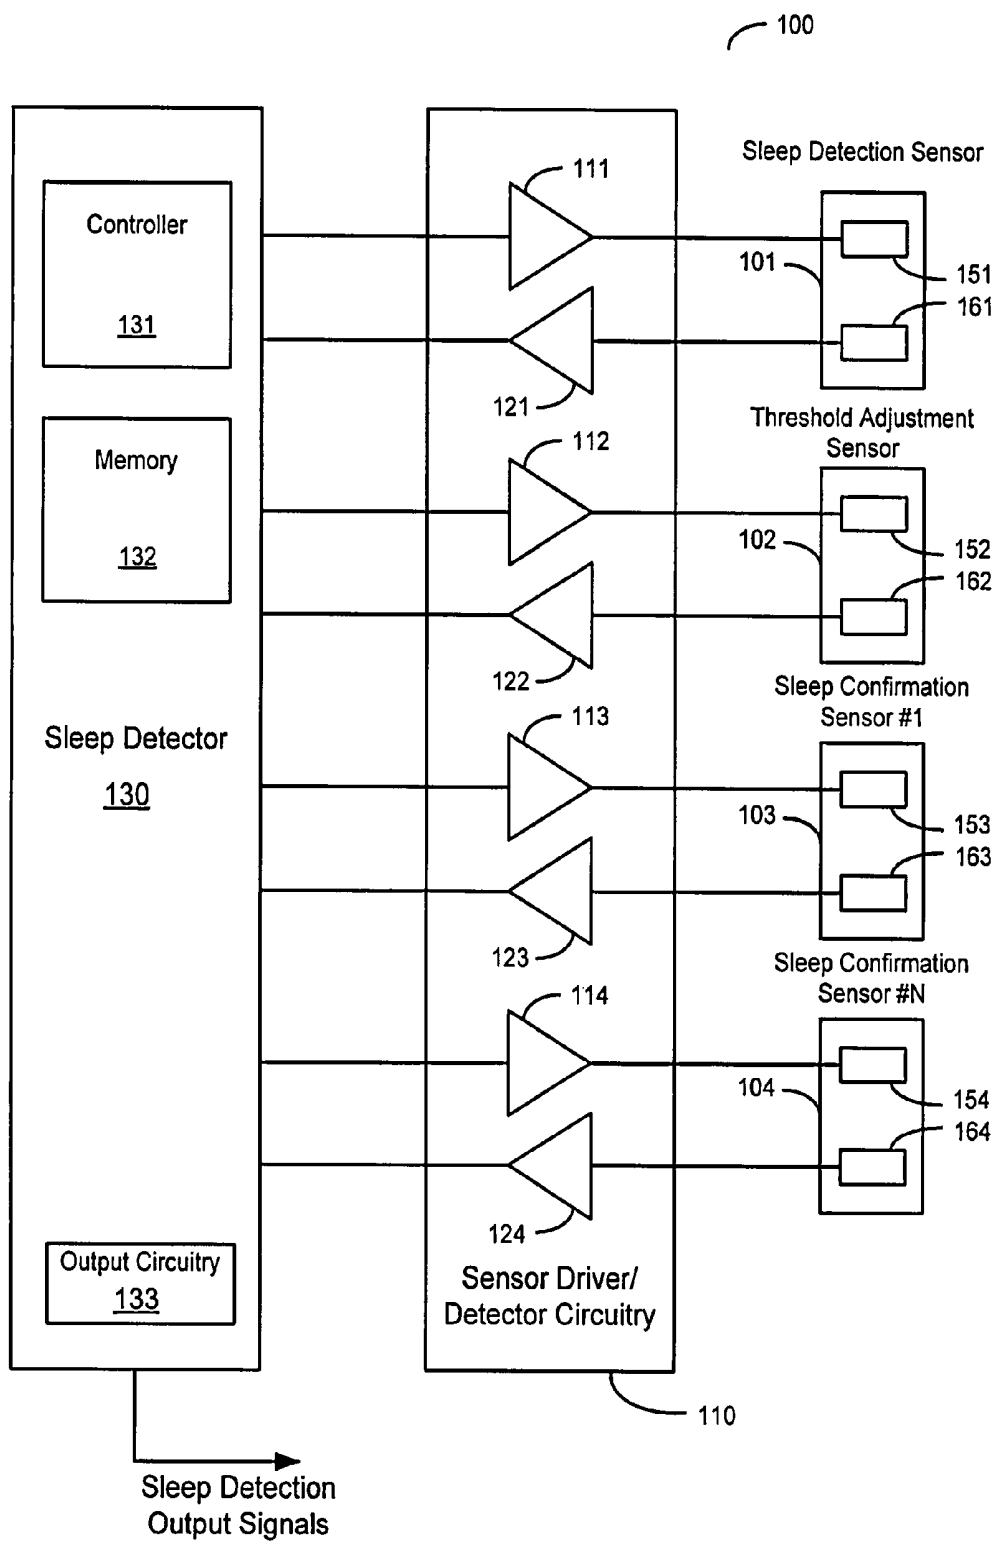 100
Sleep Detection Sensor
111
Controller
131
101
151
161
121
Threshold Adjustment
Sensor
112
Memory
132
102
152
162
122
Sleep Confirmation
Sensor #1
113
Sleep Detector
130
103
153
163
123
Sleep Confirmation
Sensor #N
114
104
154
164
124
Output Circuitry
133
Sensor Driver/
Detector Circuitry
110
Sleep Detection
Output Signals